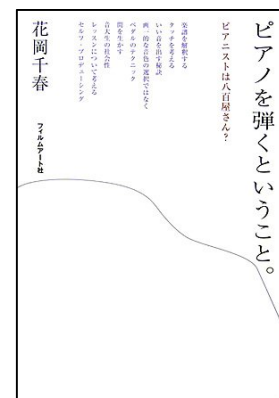 ピアノを弾くということ。
ピアニストは八百屋さん?
楽譜を解釈する
タッチを考える
いい音を出す秘訣
画一的な音色の選択ではなく
ペダルのテクニック
間を生かす
音大生の社会性
レッスンについて考える
セルフ・プロデューシング
花岡千春
フィルムアート社